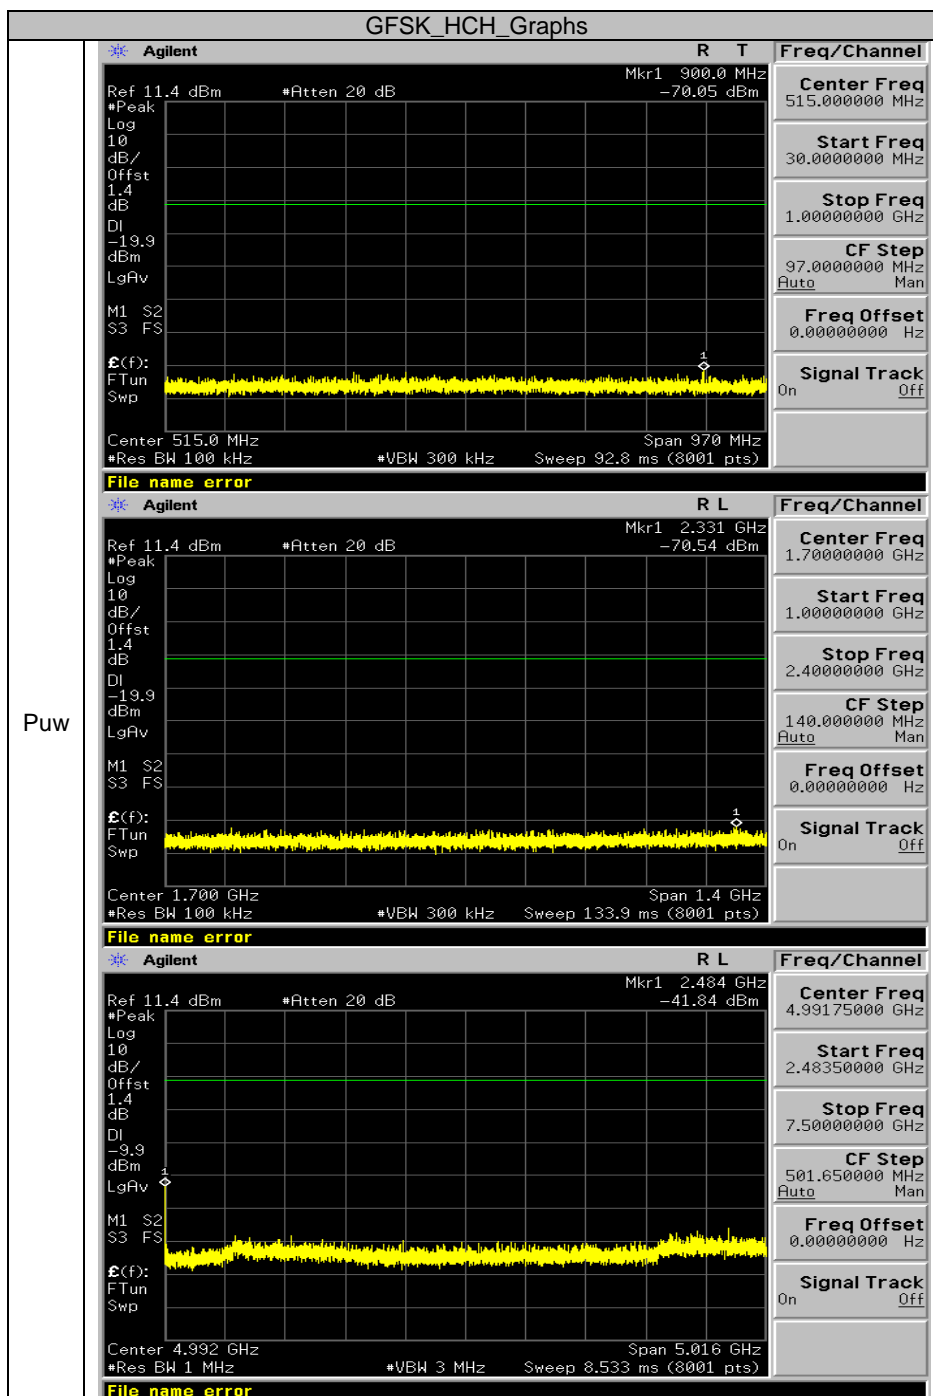 GFSK_HCH_Graphs
Puw
Agilent R T Freq/Channel
Mkr1 900.0 MHz
Ref 11.4 dBm #Atten 20 dB -70.05 dBm
#Peak
Log
10
dB/
Offst
1.4
dB
DI
-19.9
dBm
LgAv
M1 S2
S3 FS
£(f):
FTun
Swp
1
Center 515.0 MHz Span 970 MHz
#Res BW 100 kHz #VBW 300 kHz Sweep 92.8 ms (8001 pts)
File name error
Center Freq
515.000000 MHz
Start Freq
30.0000000 MHz
Stop Freq
1.00000000 GHz
CF Step
97.0000000 MHz
Auto Man
Freq Offset
0.00000000 Hz
Signal Track
On Off
Agilent R L Freq/Channel
Mkr1 2.331 GHz
Ref 11.4 dBm #Atten 20 dB -70.54 dBm
#Peak
Log
10
dB/
Offst
1.4
dB
DI
-19.9
dBm
LgAv
M1 S2
S3 FS
£(f):
FTun
Swp
1
Center 1.700 GHz Span 1.4 GHz
#Res BW 100 kHz #VBW 300 kHz Sweep 133.9 ms (8001 pts)
File name error
Center Freq
1.70000000 GHz
Start Freq
1.00000000 GHz
Stop Freq
2.40000000 GHz
CF Step
140.000000 MHz
Auto Man
Freq Offset
0.00000000 Hz
Signal Track
On Off
Agilent R L Freq/Channel
Mkr1 2.484 GHz
Ref 11.4 dBm #Atten 20 dB -41.84 dBm
#Peak
Log
10
dB/
Offst
1.4
dB
DI
-9.9
dBm
LgAv
M1 S2
S3 FS
£(f):
FTun
Swp
1
Center 4.992 GHz Span 5.016 GHz
#Res BW 1 MHz #VBW 3 MHz Sweep 8.533 ms (8001 pts)
File name error
Center Freq
4.99175000 GHz
Start Freq
2.48350000 GHz
Stop Freq
7.50000000 GHz
CF Step
501.650000 MHz
Auto Man
Freq Offset
0.00000000 Hz
Signal Track
On Off